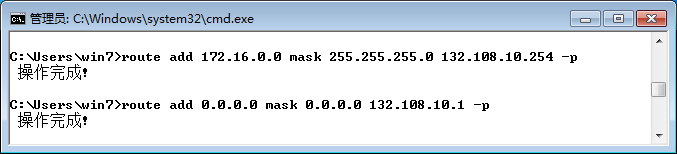 管理员: C:\Windows\system32\cmd.exe
C:\Users\win7>route add 172.16.0.0 mask 255.255.255.0 132.108.10.254 -p
操作完成!
C:\Users\win7>route add 0.0.0.0 mask 0.0.0.0 132.108.10.1 -p
操作完成!